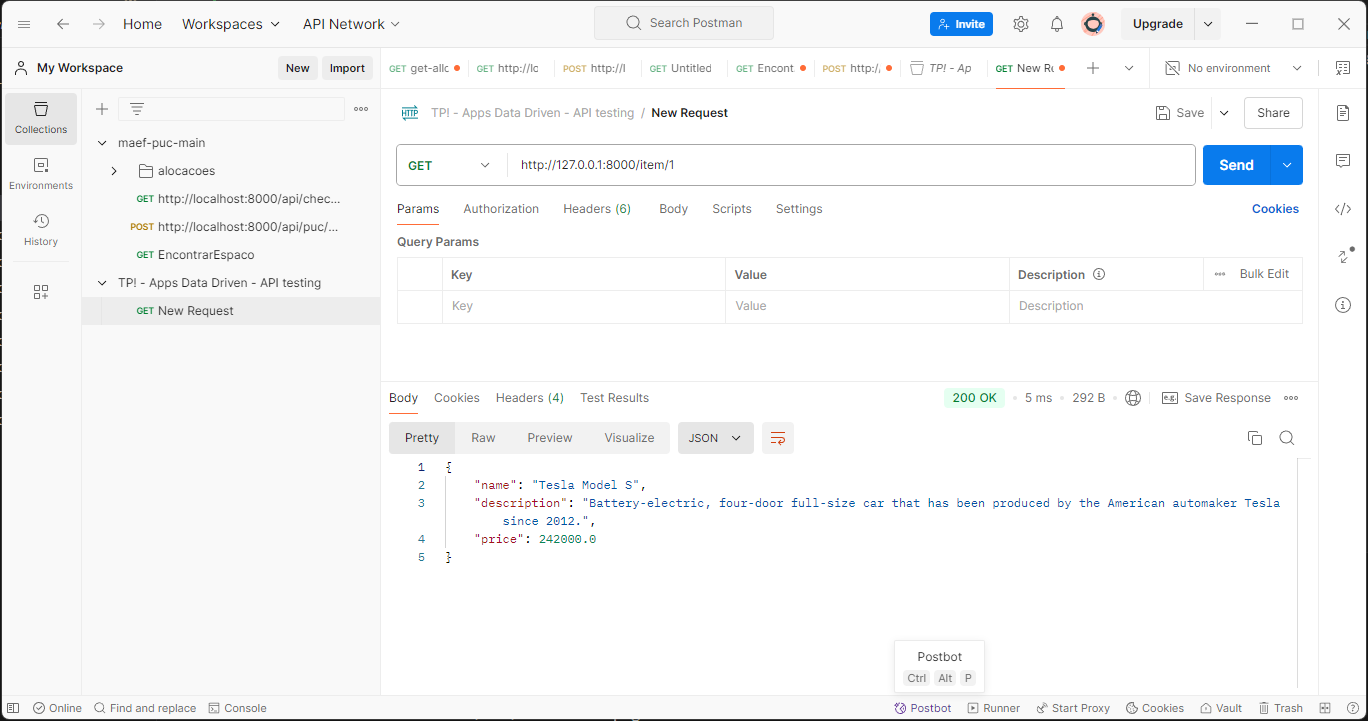 Home Workspaces API Network Search Postman Invite Upgrade
My Workspace New Import GET get-allc GET http://lo POST http://l GET Untitled GET Encont POST http:/, TP! - Ap GET New Re No environment
Collections
Environments
History
maef-puc-main
alocacoes
GET http://localhost:8000/api/chec...
POST http://localhost:8000/api/puc/...
GET EncontrarEspaco
TP! - Apps Data Driven - API testing
GET New Request
HTTP TP! - Apps Data Driven - API testing / New Request Save Share
GET http://127.0.0.1:8000/item/1 Send
Params Authorization Headers (6) Body Scripts Settings Cookies
Query Params
Key Value Description Bulk Edit
Key Value Description
Body Cookies Headers (4) Test Results 200 OK 5 ms 292 B e.g. Save Response
Pretty Raw Preview Visualize JSON
1 {
2 "name": "Tesla Model S",
3 "description": "Battery-electric, four-door full-size car that has been produced by the American automaker Tesla
since 2012.",
4 "price": 242000.0
5 }
Postbot
Ctrl Alt P
Online Find and replace Console Postbot Runner Start Proxy Cookies Vault Trash